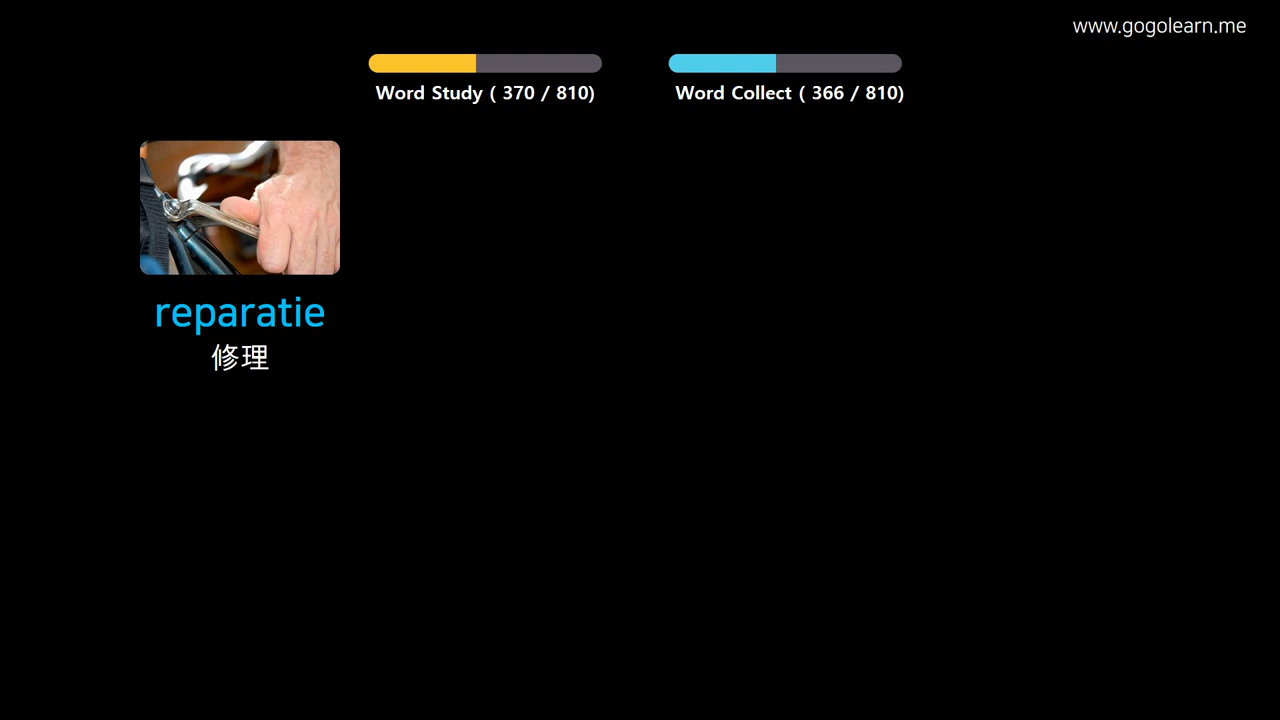 www.gogolearn.me
Word Study ( 370 / 810)
Word Collect ( 366 / 810)
reparatie
修理